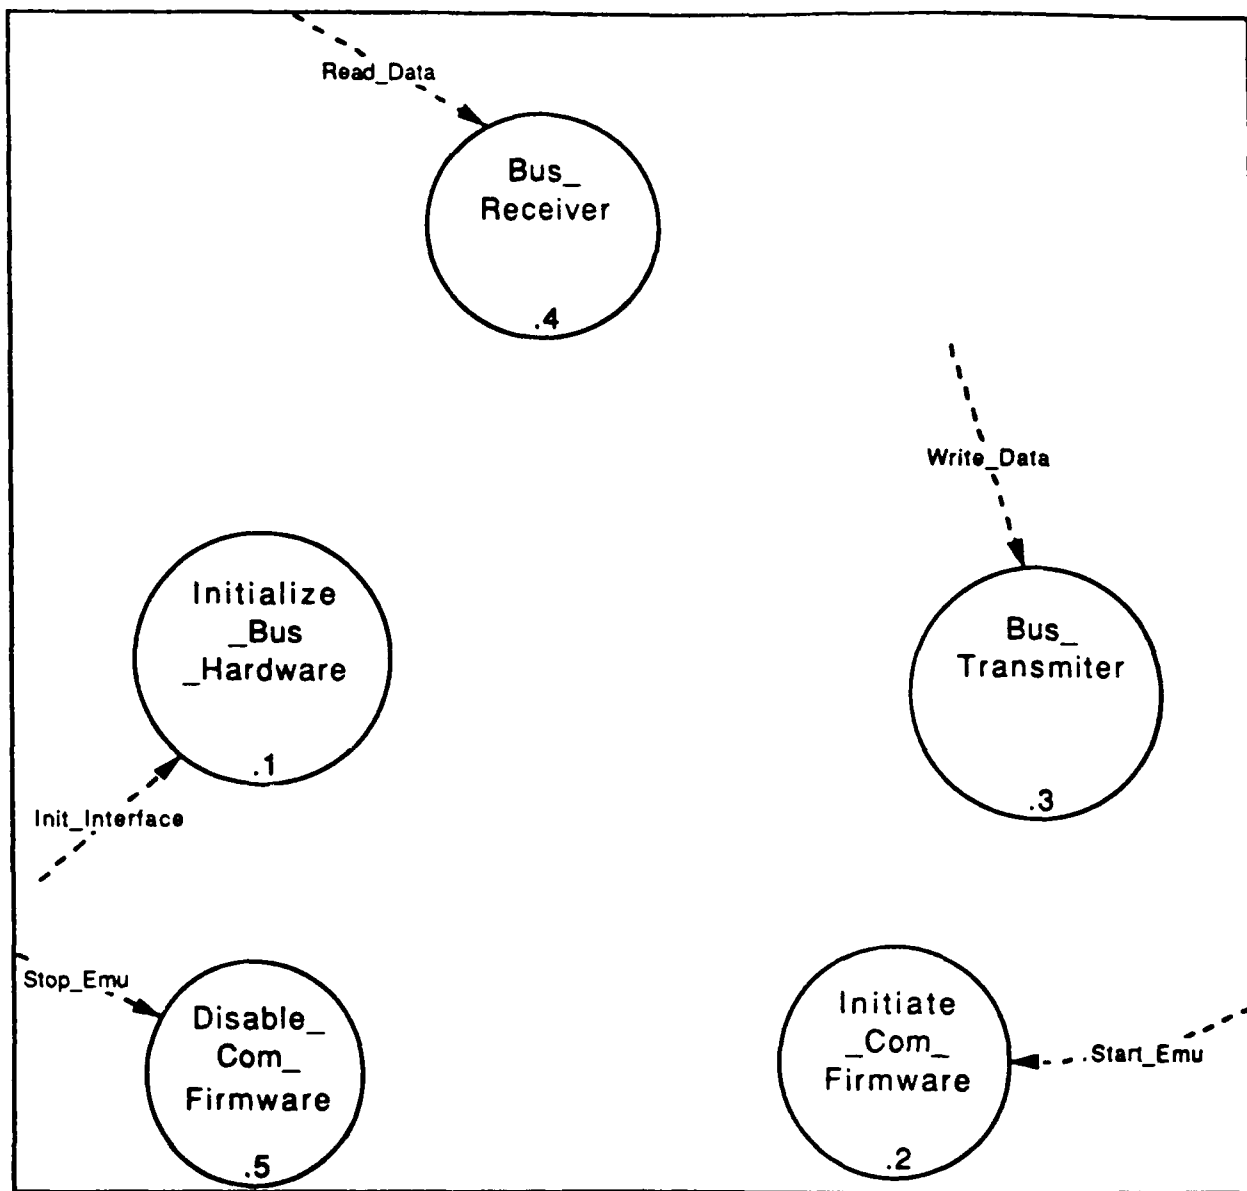 Read_Data
Bus_
Receiver
.4
Write_Data
Initialize
_Bus
_Hardware
.1
Bus_
Transmiter
.3
Init_Interface
Stop_Emu
Disable_
Com_
Firmware
.5
Initiate
_Com_
Firmware
.2
Start_Emu